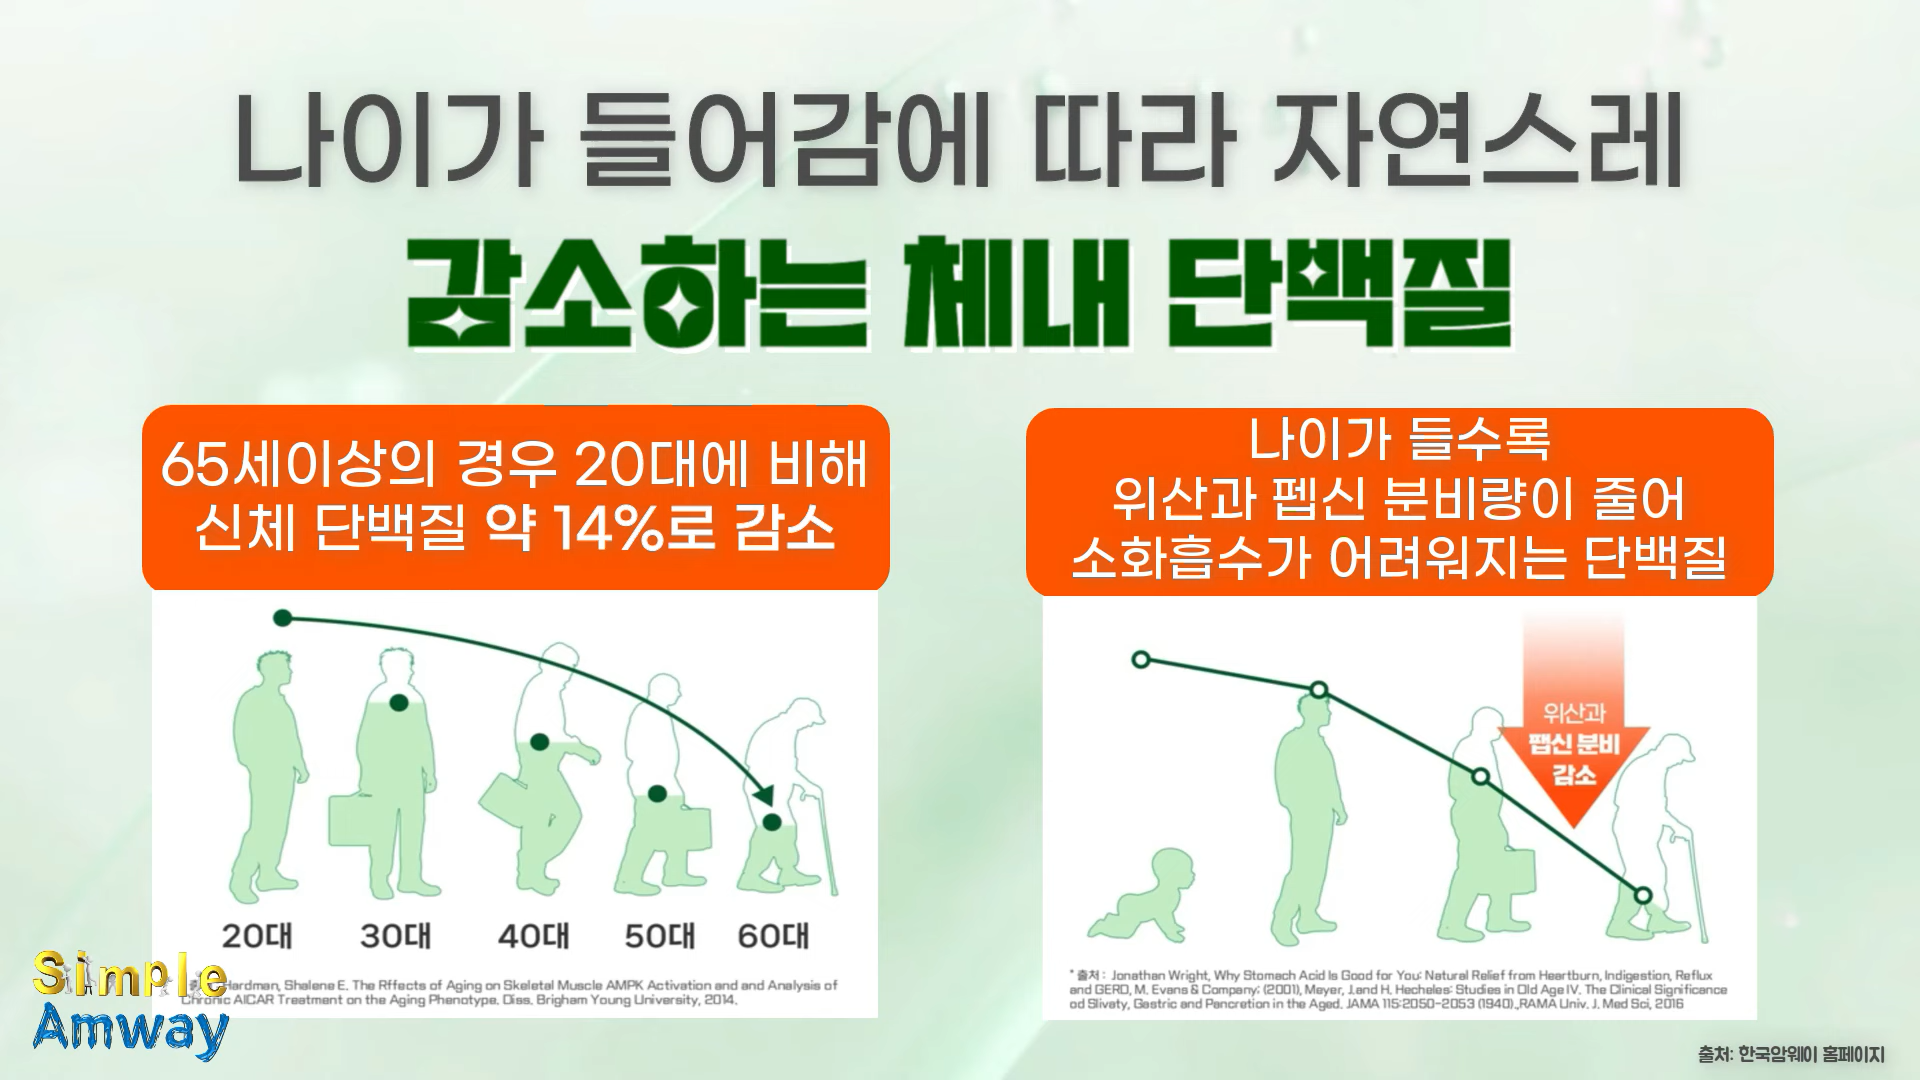 나이가 들어감에 따라 자연스레
감소하는 체내 단백질
65세이상의 경우 20대에 비해
신체 단백질 약 14%로 감소
20대 30대 40대 50대 60대
Hardman, Shalene E. The Rffects of Aging on Skeletal Muscle AMPK Activation and and Analysis of
Chronic AICAR Treatment on the Aging Phenotype. Diss. Brigham Young University, 2014.
나이가 들수록
위산과 펩신 분비량이 줄어
소화흡수가 어려워지는 단백질
위산과
펩신 분비
감소
* 출처 : Jonathan Wright, Why Stomach Acid Is Good for You: Natural Relief from Heartburn, Indigestion, Reflux
and GERD, M. Evans & Company; (2001), Meyer, J.and H. Hecheles: Studies in Old Age IV. The Clinical Significance
od Slivaty, Gastric and Pencretion in the Aged. JAMA 115:2050-2053 (1940).,RAMA Univ. J. Med Sci, 2016
Simple
Amway
출처: 한국암웨이 홈페이지